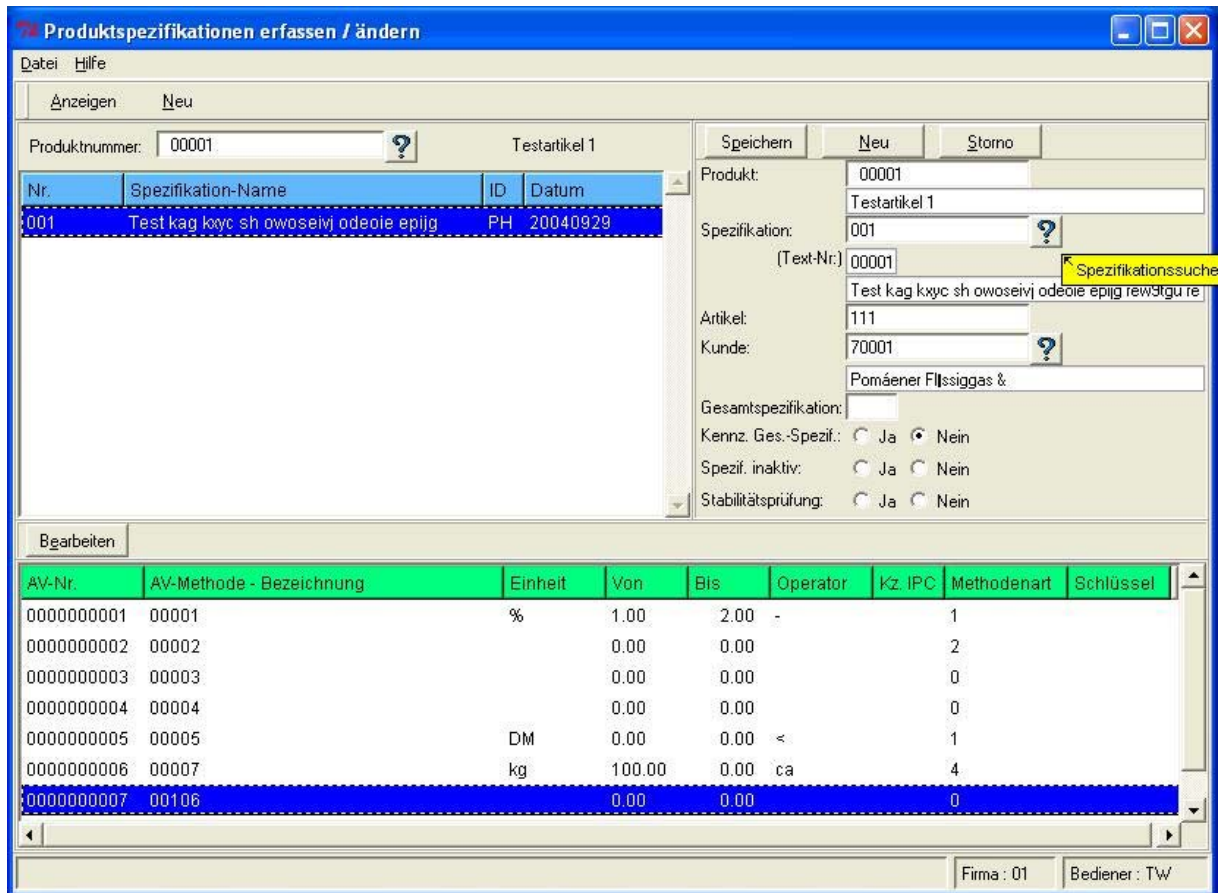 Produktspezifikationen erfassen / ändern
Datei Hilfe
Anzeigen Neu
Produktnummer: 00001 ? Testartikel 1
Nr. Spezifikation-Name ID Datum
001 Test kag kxyc sh owoseivj odeoie epijg PH 20040929
Speichern Neu Storno
Produkt: 00001
Testartikel 1
Spezifikation: 001 ?
(Text-Nr.) 00001
Spezifikationssuche
Test kag kxyc sh owoseivj odeoie epijg rew9tgu re
Artikel: 111
Kunde: 70001 ?
Pomáener Flssiggas &
Gesamtspezifikation:
Kennz. Ges.-Spezif.: Ja Nein
Spezif. inaktiv: Ja Nein
Stabilitätsprüfung: Ja Nein
Bearbeiten
AV-Nr. AV-Methode - Bezeichnung Einheit Von Bis Operator Kz. IPC Methodenart Schlüssel
0000000001 00001 % 1.00 2.00 - 1
0000000002 00002 0.00 0.00 2
0000000003 00003 0.00 0.00 0
0000000004 00004 0.00 0.00 0
0000000005 00005 DM 0.00 0.00 < 1
0000000006 00007 kg 100.00 0.00 ca 4
0000000007 00106 0.00 0.00 0
Firma : 01 Bediener : TW